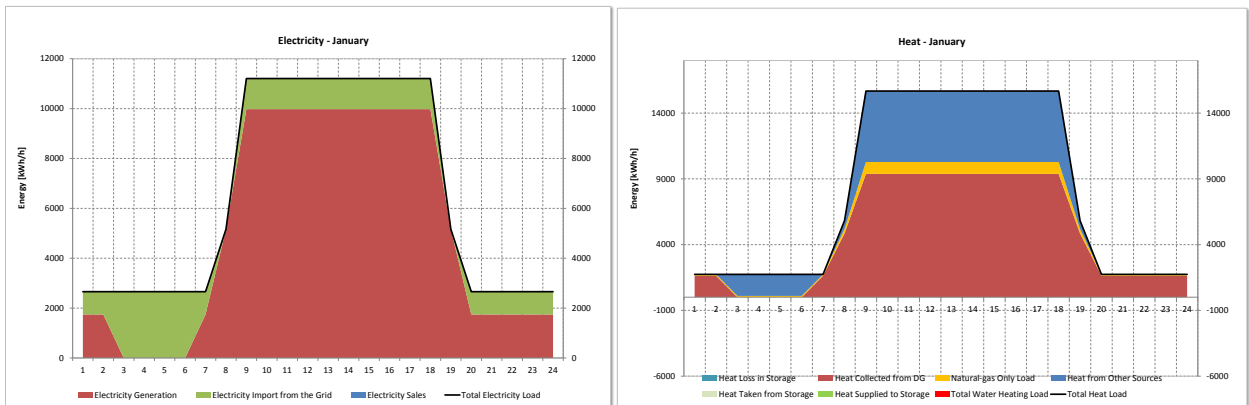 Electricity - January
12000 12000
10000 10000
8000 8000
6000 6000
4000 4000
2000 2000
0 0
Energy [kWh/h]
1 2 3 4 5 6 7 8 9 10 11 12 13 14 15 16 17 18 19 20 21 22 23 24
Electricity Generation Electricity Import from the Grid Electricity Sales Total Electricity Load
Heat - January
14000 14000
9000 9000
4000 4000
-1000 -1000
-6000 -6000
Energy [kWh/h]
1 2 3 4 5 6 7 8 9 10 11 12 13 14 15 16 17 18 19 20 21 22 23 24
Heat Loss in Storage Heat Collected from DG Natural-gas Only Load Heat from Other Sources
Heat Taken from Storage Heat Supplied to Storage Total Water Heating Load Total Heat Load